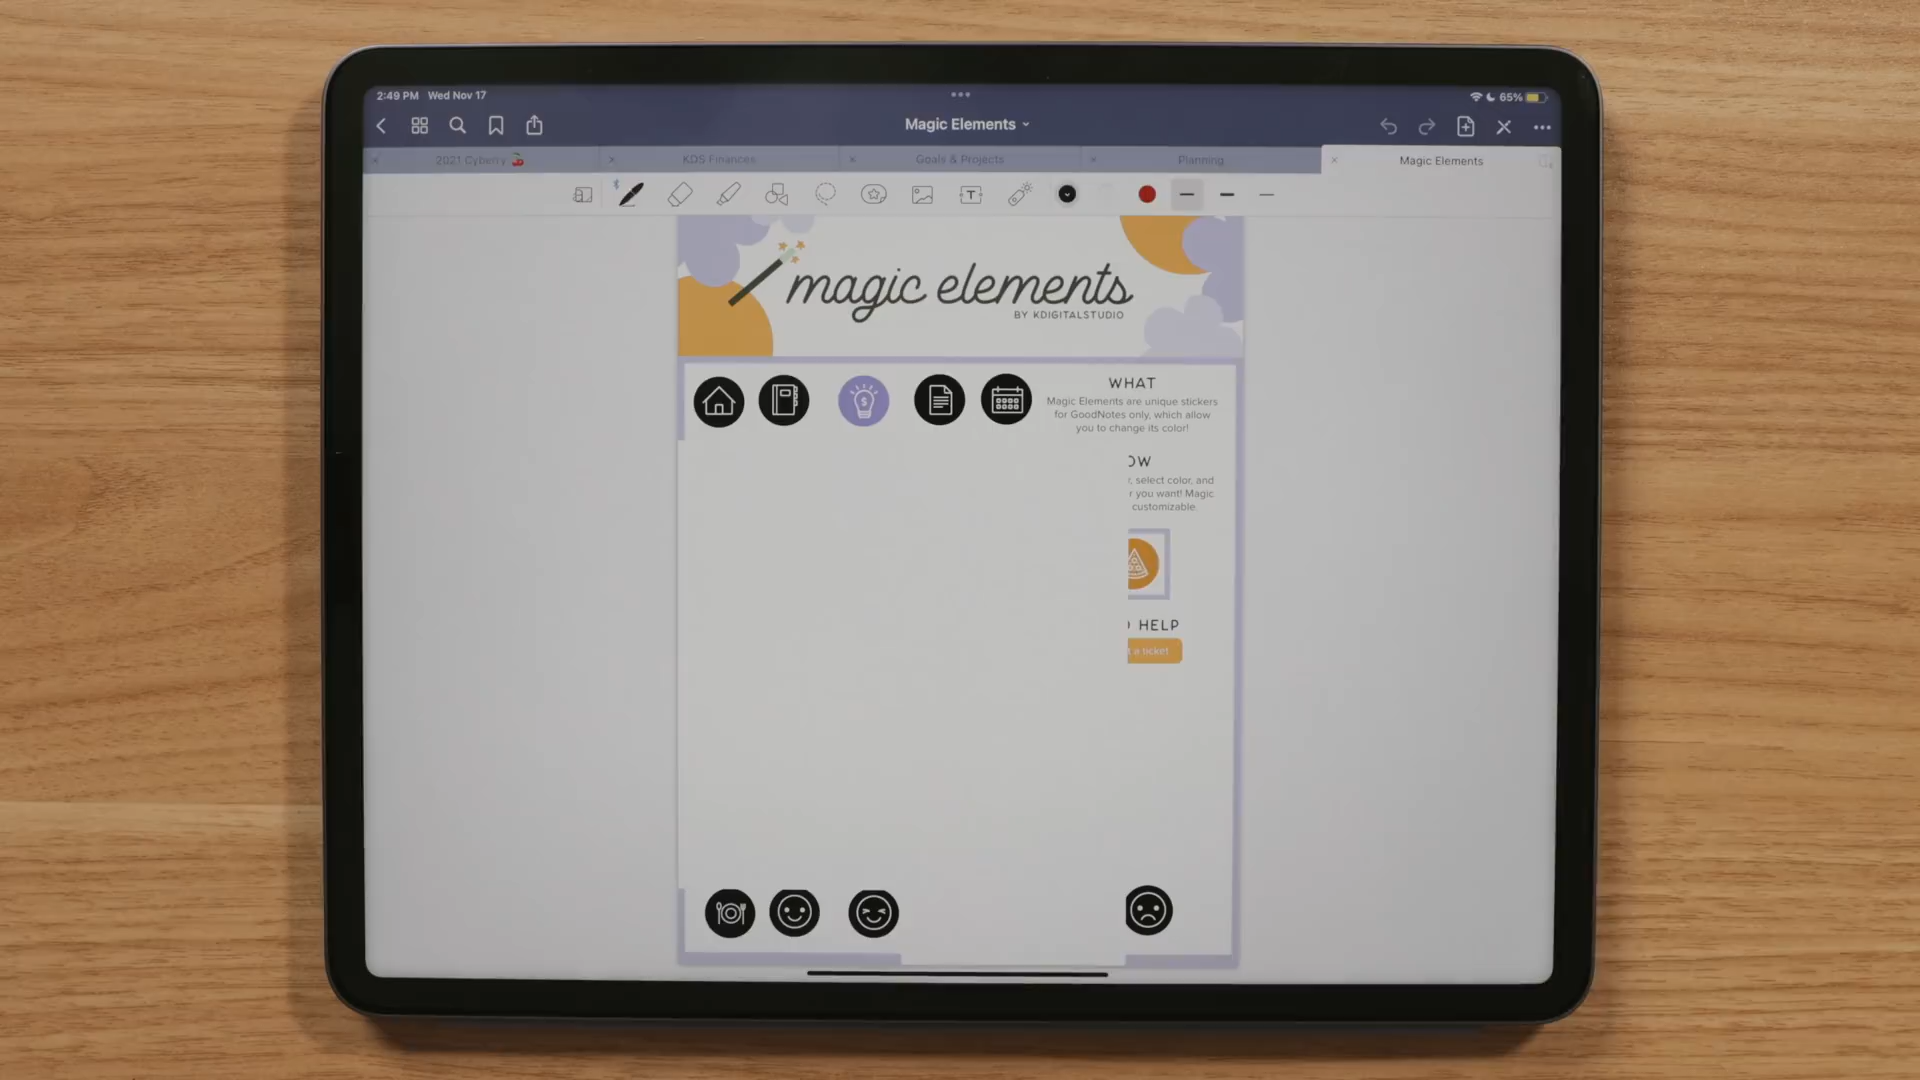 2:49 PM Wed Nov 17
65%
Magic Elements
2021 Cyberry
KDS Finances
Goals & Projects
Planning
Magic Elements
T
magic elements
BY KDIGITALSTUDIO
$
WHAT
Magic Elements are unique stickers
for GoodNotes only, which allow
you to change its color!
OW
, select color, and
r you want! Magic
customizable.
HELP
t a ticket